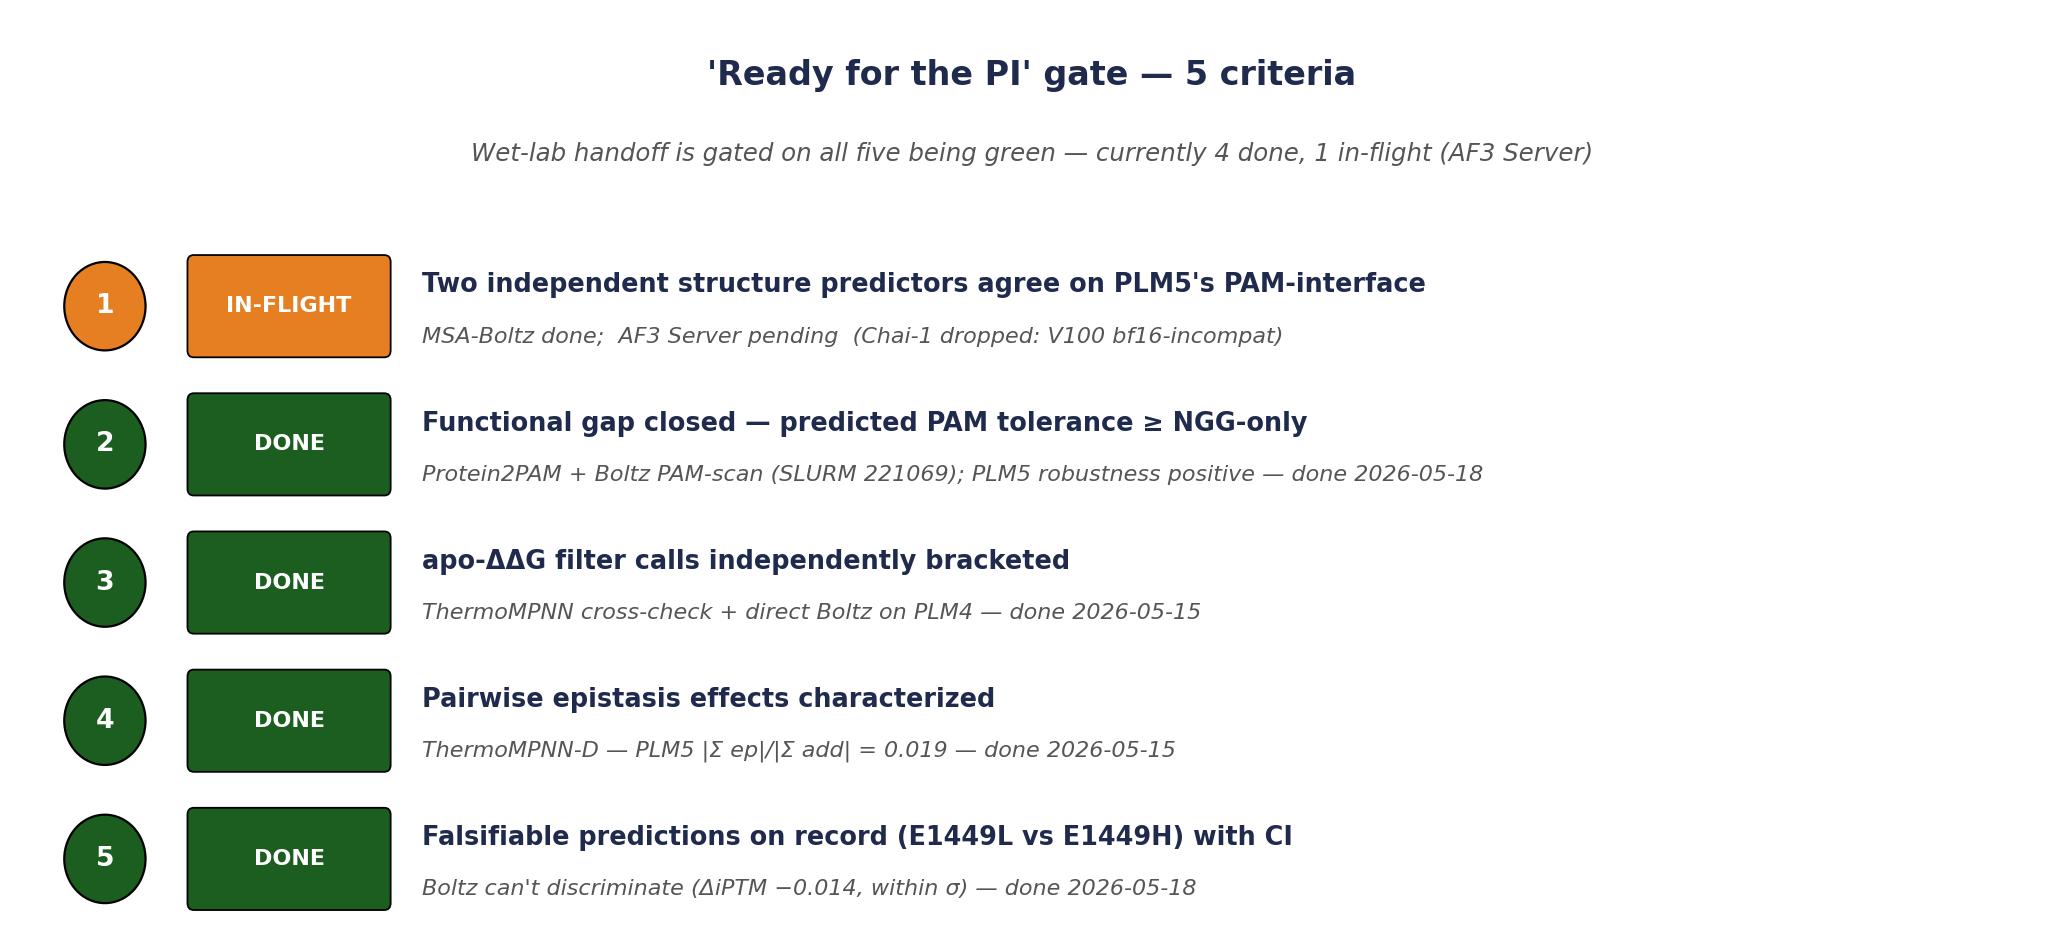 'Ready for the PI' gate — 5 criteria
Wet-lab handoff is gated on all five being green — currently 4 done, 1 in-flight (AF3 Server)
1
IN-FLIGHT
Two independent structure predictors agree on PLM5's PAM-interface
MSA-Boltz done;  AF3 Server pending  (Chai-1 dropped: V100 bf16-incompat)
2
DONE
Functional gap closed — predicted PAM tolerance ≥ NGG-only
Protein2PAM + Boltz PAM-scan (SLURM 221069); PLM5 robustness positive — done 2026-05-18
3
DONE
apo-ΔΔG filter calls independently bracketed
ThermoMPNN cross-check + direct Boltz on PLM4 — done 2026-05-15
4
DONE
Pairwise epistasis effects characterized
ThermoMPNN-D — PLM5 |Σ ep|/|Σ add| = 0.019 — done 2026-05-15
5
DONE
Falsifiable predictions on record (E1449L vs E1449H) with CI
Boltz can't discriminate (ΔiPTM −0.014, within σ) — done 2026-05-18